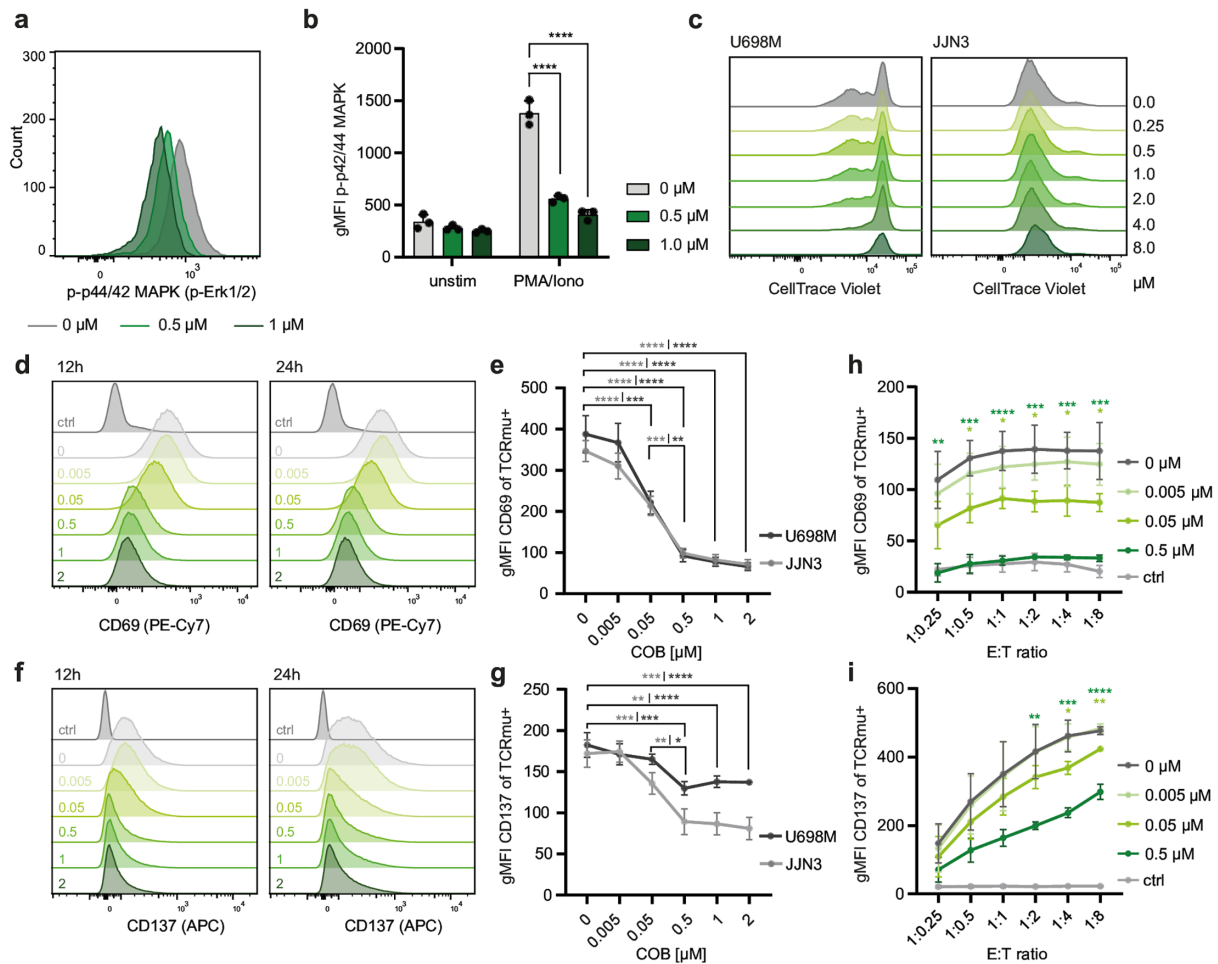 a
300
200
100
0
Count
0
10³
p-p44/42 MAPK (p-Erk1/2)
0 µM
0.5 µM
1 µM
b
2000
1500
1000
500
0
gMFI p-p42/44 MAPK
****
****
unstim
PMA/Iono
0 µM
0.5 µM
1.0 µM
c
U698M
JJN3
0.0
0.25
0.5
1.0
2.0
4.0
8.0
0
10⁴
10⁵
0
10⁴
10⁵
CellTrace Violet
CellTrace Violet
µM
d
12h
24h
ctrl
0
0.005
0.05
0.5
1
2
ctrl
0
0.005
0.05
0.5
1
2
0
10³
10⁴
0
10³
10⁴
CD69 (PE-Cy7)
CD69 (PE-Cy7)
e
**** | ****
**** | ****
**** | ****
**** | ***
*** | **
500
400
300
200
100
0
gMFI CD69 of TCRmu+
U698M
JJN3
0
0.005
0.05
0.5
1
2
COB [µM]
h
200
150
100
50
0
gMFI CD69 of TCRmu+
**
***
*
****
*
***
*
***
*
***
*
0 µM
0.005 µM
0.05 µM
0.5 µM
ctrl
1:0.25
1:0.5
1:1
1:2
1:4
1:8
E:T ratio
f
12h
24h
ctrl
0
0.005
0.05
0.5
1
2
ctrl
0
0.005
0.05
0.5
1
2
0
10³
10⁴
0
10³
10⁴
CD137 (APC)
CD137 (APC)
g
*** | ****
** | ****
*** | ***
** | *
250
200
150
100
50
0
gMFI CD137 of TCRmu+
U698M
JJN3
0
0.005
0.05
0.5
1
2
COB [µM]
i
600
400
200
0
gMFI CD137 of TCRmu+
**
***
*
****
**
0 µM
0.005 µM
0.05 µM
0.5 µM
ctrl
1:0.25
1:0.5
1:1
1:2
1:4
1:8
E:T ratio